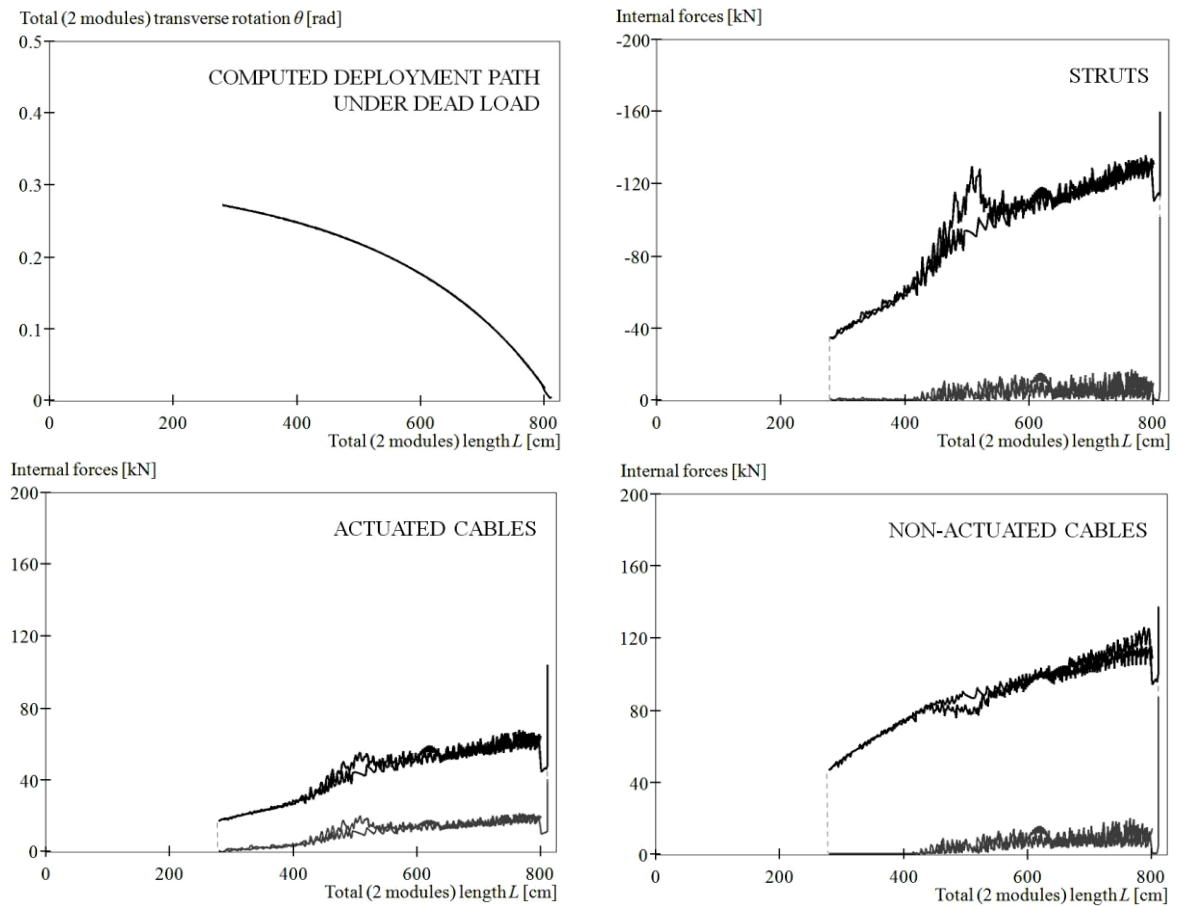 Total (2 modules) transverse rotation θ [rad]
0.5
0.4
0.3
0.2
0.1
0
COMPUTED DEPLOYMENT PATH
UNDER DEAD LOAD
0 200 400 600 800
Total (2 modules) length L [cm]
Internal forces [kN]
-200
-160
-120
-80
-40
0
STRUTS
0 200 400 600 800
Total (2 modules) length L [cm]
Internal forces [kN]
200
160
120
80
40
0
ACTUATED CABLES
0 200 400 600 800
Total (2 modules) length L [cm]
Internal forces [kN]
200
160
120
80
40
0
NON-ACTUATED CABLES
0 200 400 600 800
Total (2 modules) length L [cm]